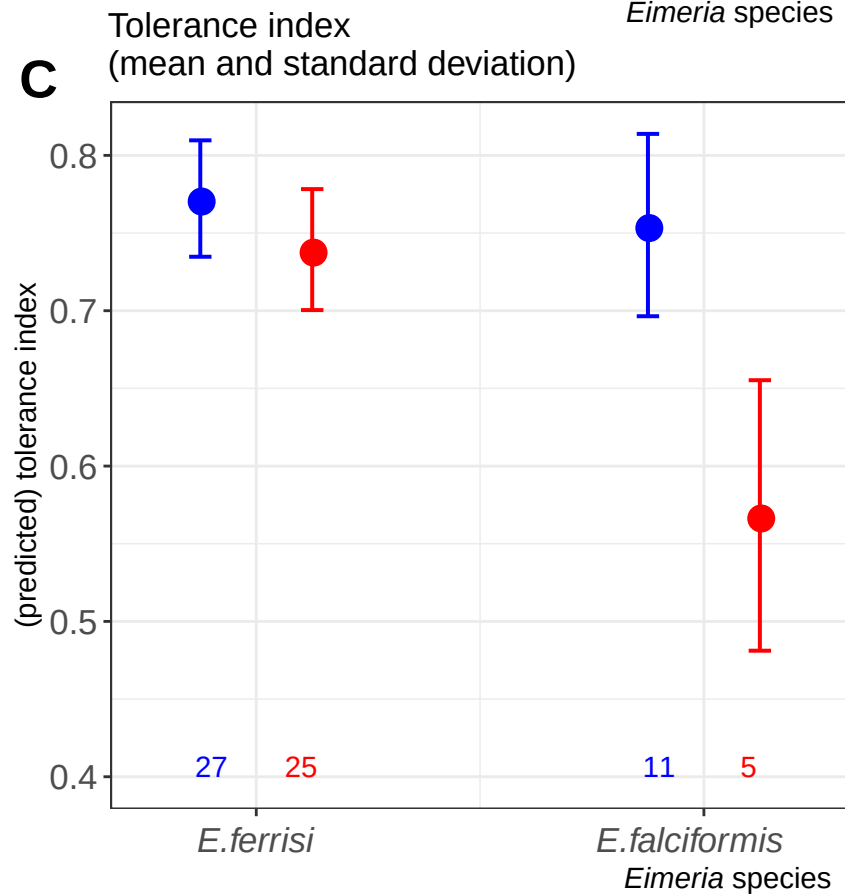 Eimeria species
Tolerance index
(mean and standard deviation)
C
0.8
0.7
0.6
0.5
0.4
(predicted) tolerance index
27 25 11 5
E.ferrisi E.falciformis
Eimeria species